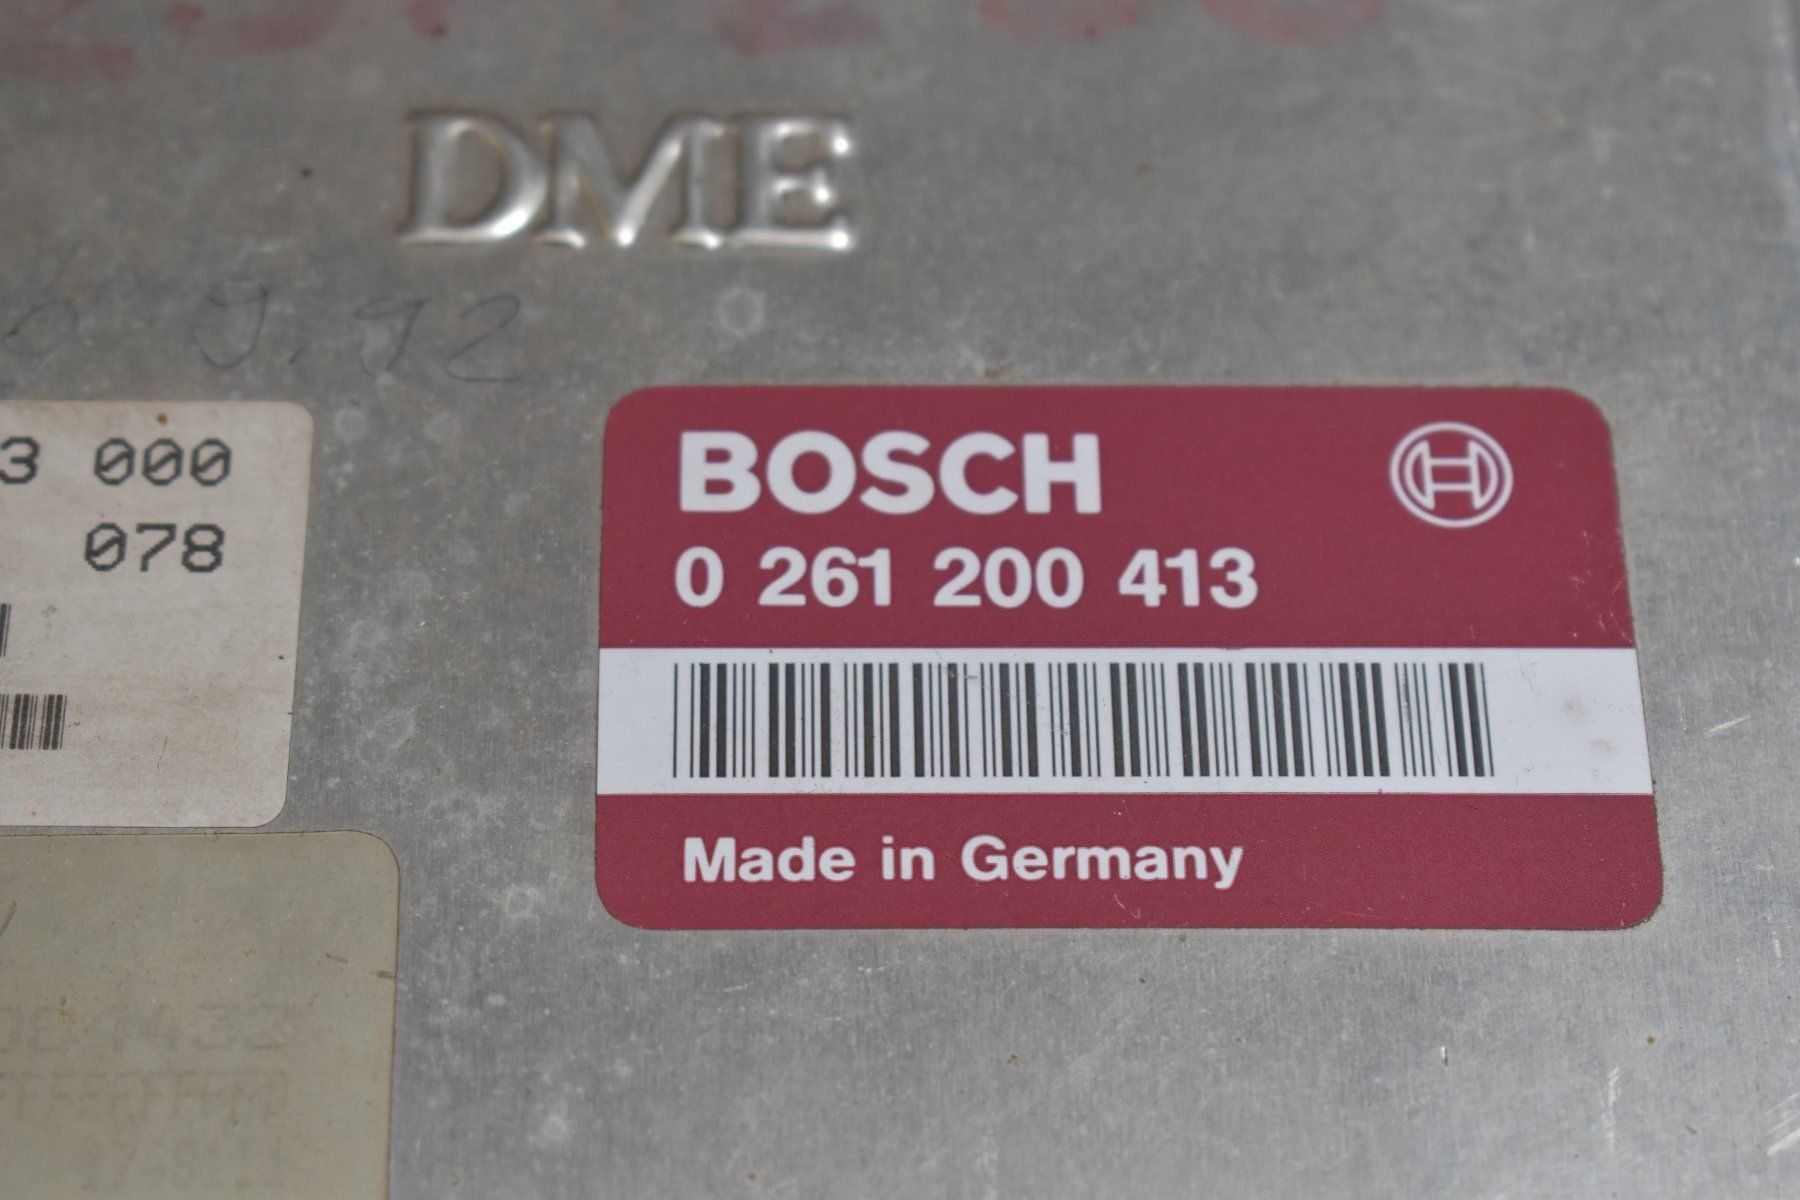 DME
9.92
3 000
078
BOSCH
0 261 200 413
Made in Germany